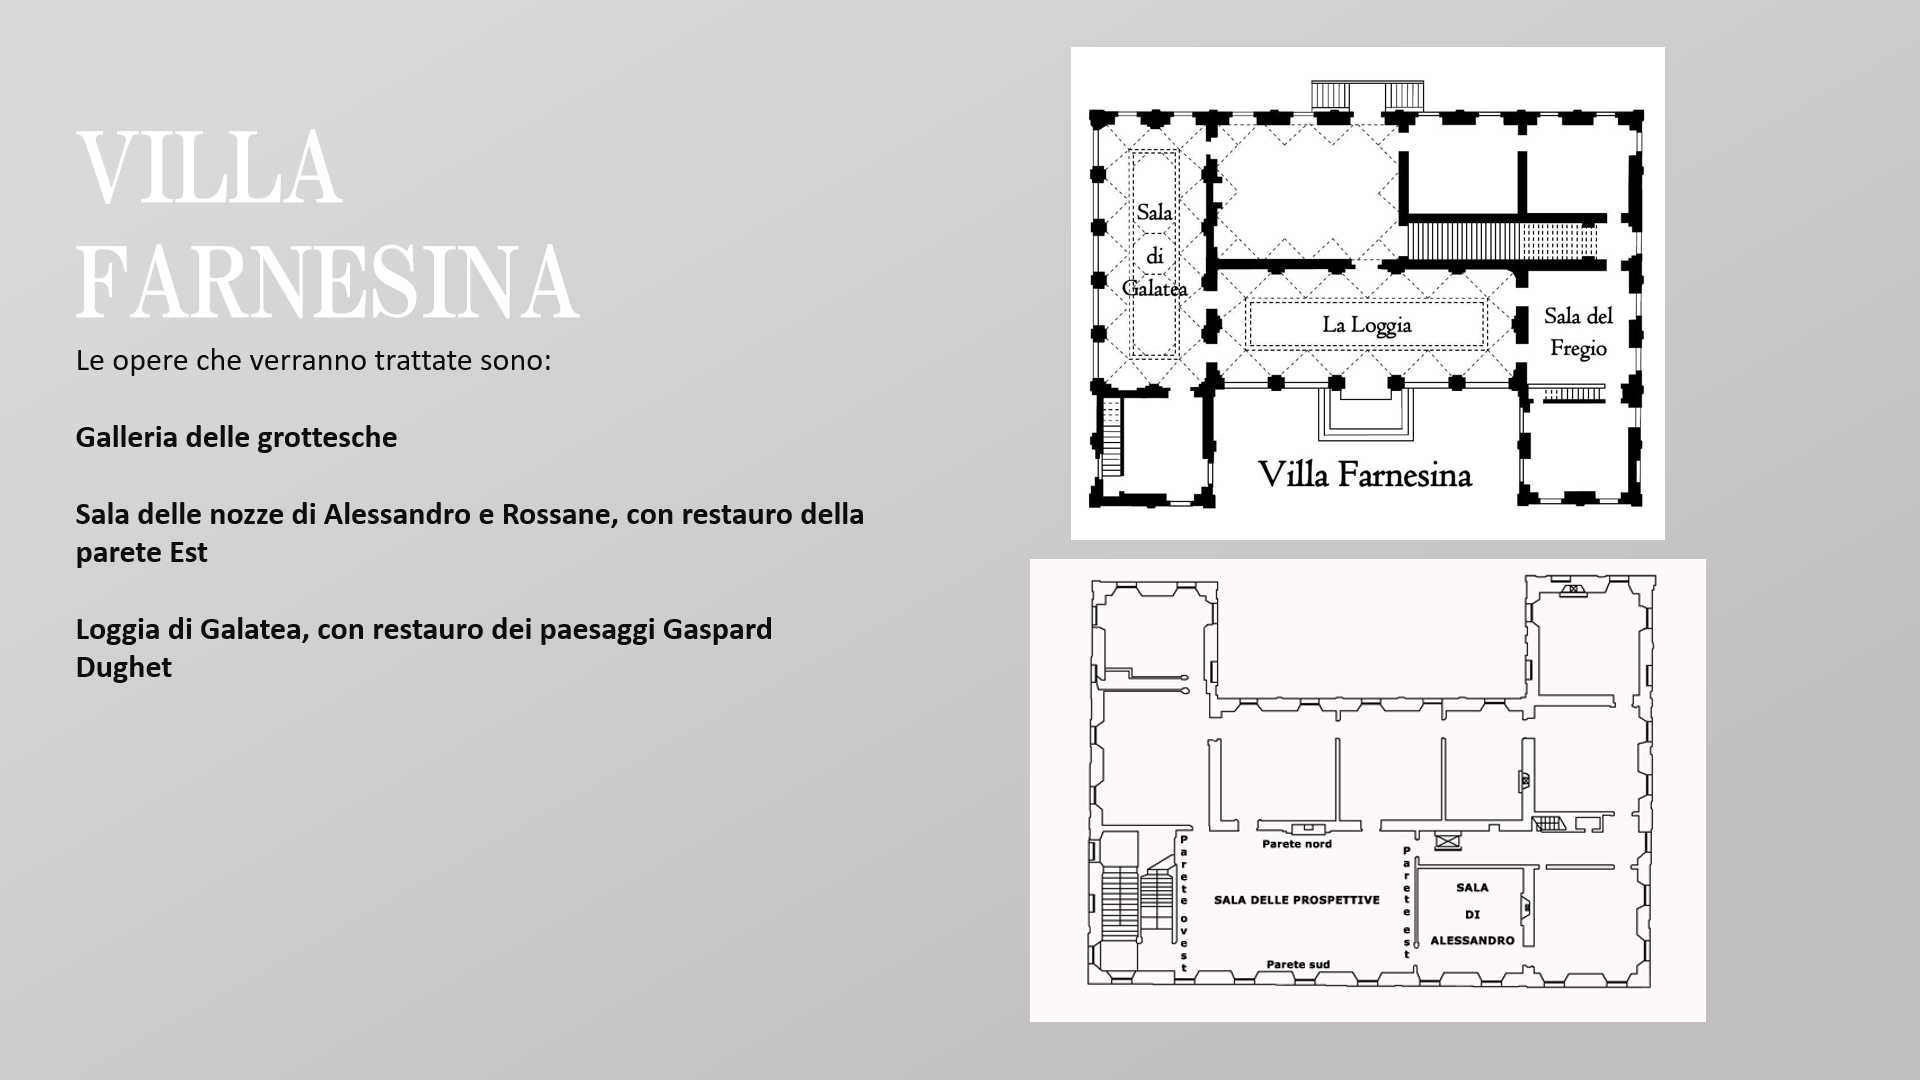 VILLA
FARNESINA
Le opere che verranno trattate sono:
Galleria delle grottesche
Sala delle nozze di Alessandro e Rossane, con restauro della
parete Est
Loggia di Galatea, con restauro dei paesaggi Gaspard
Dughet
Sala
di
Galatea
La Loggia
Sala del
Fregio
Villa Farnesina
Parete nord
Parete ovest
SALA DELLE PROSPETTIVE
Parete est
SALA
DI
ALESSANDRO
Parete sud